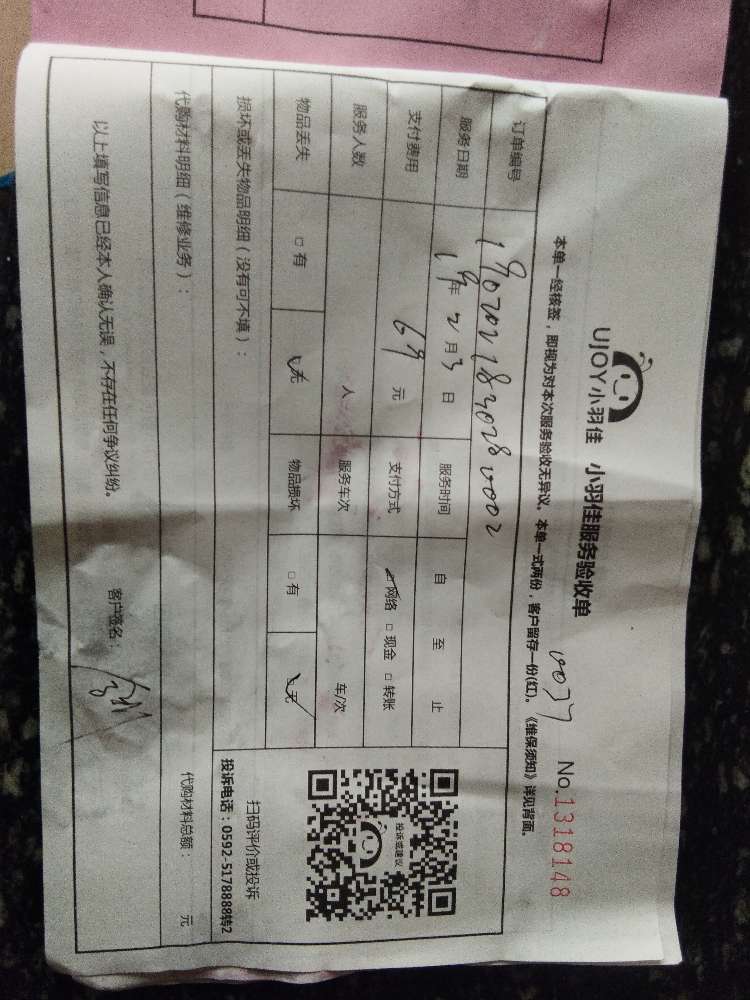 UJOY小羽佳 小羽佳服务验收单 0037 No.1318148
本单一经核签，即视为对本次服务验收无异议。本单一式两份，客户留存一份(红)。《维保须知》详见背面。
订单编号
服务日期 19年2月3日 服务时间 自 至 止
支付费用 69元 支付方式 ☑网络 □现金 □转账
服务人数 人 服务车次 车/次
物品丢失 □有 ☑无 物品损坏 □有 ☑无
损坏或丢失物品明细（没有可不填）：
投诉或建议
扫码评价或投诉
投诉电话：0592-5178888转2
代购材料明细（维修业务）： 代购材料总额： 元
以上填写信息已经本人确认无误，不存在任何争议纠纷。
客户签名：